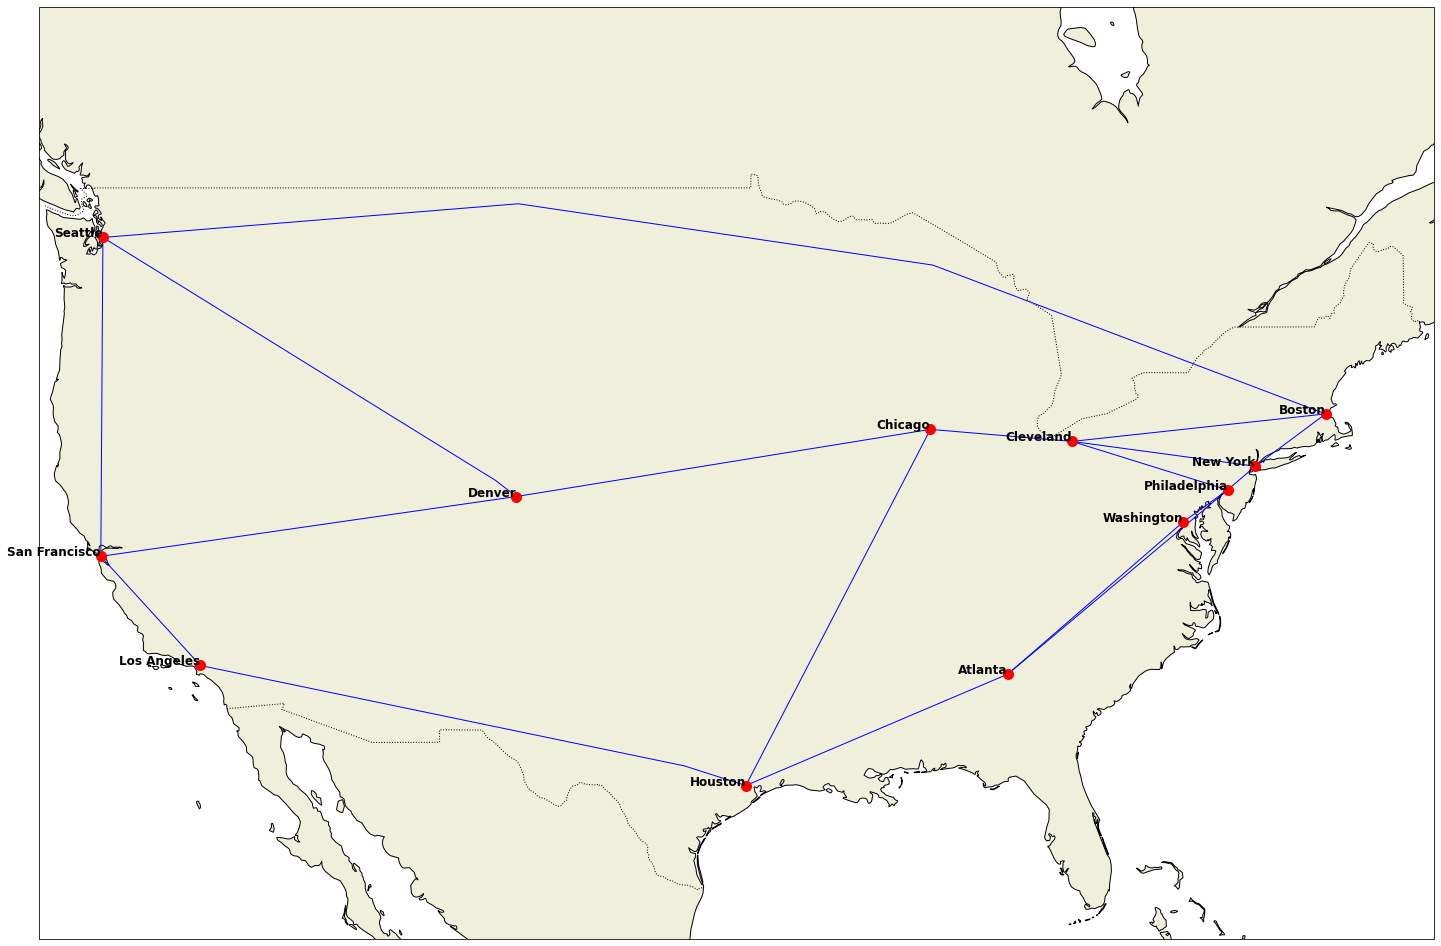 Seattle
Boston
Chicago
Cleveland
New York
Philadelphia
Denver
Washington
San Francisco
Los Angeles
Atlanta
Houston